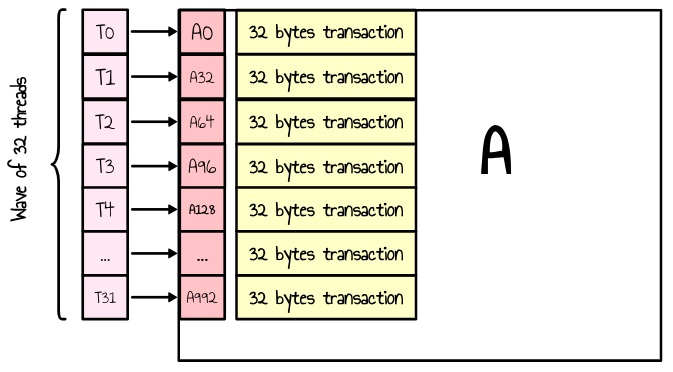 Wave of 32 threads
T0 A0 32 bytes transaction
T1 A32 32 bytes transaction
T2 A64 32 bytes transaction
T3 A96 32 bytes transaction
T4 A128 32 bytes transaction
... ... 32 bytes transaction
T31 A992 32 bytes transaction
A